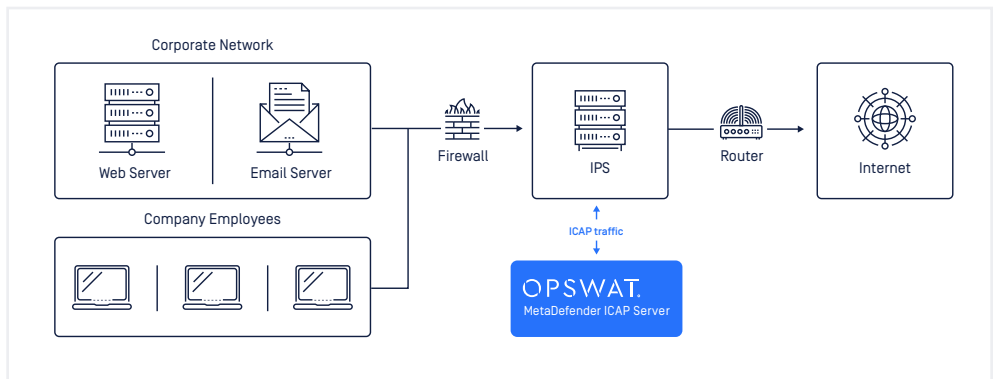 Corporate Network
Web Server
Email Server
Company Employees
Firewall
IPS
Router
Internet
ICAP traffic
OPSWAT.
MetaDefender ICAP Server